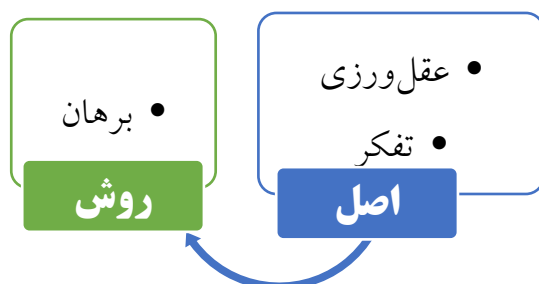 • عقل‌ورزی
• تفکر
اصل
• برهان
روش